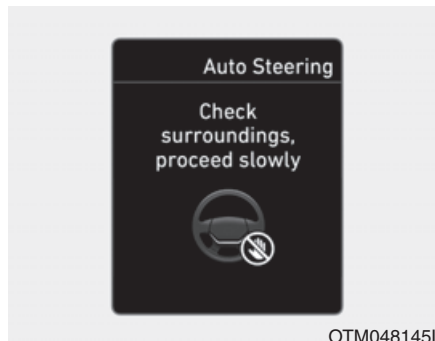 Auto Steering
Check
surroundings,
proceed slowly
OTM048145L